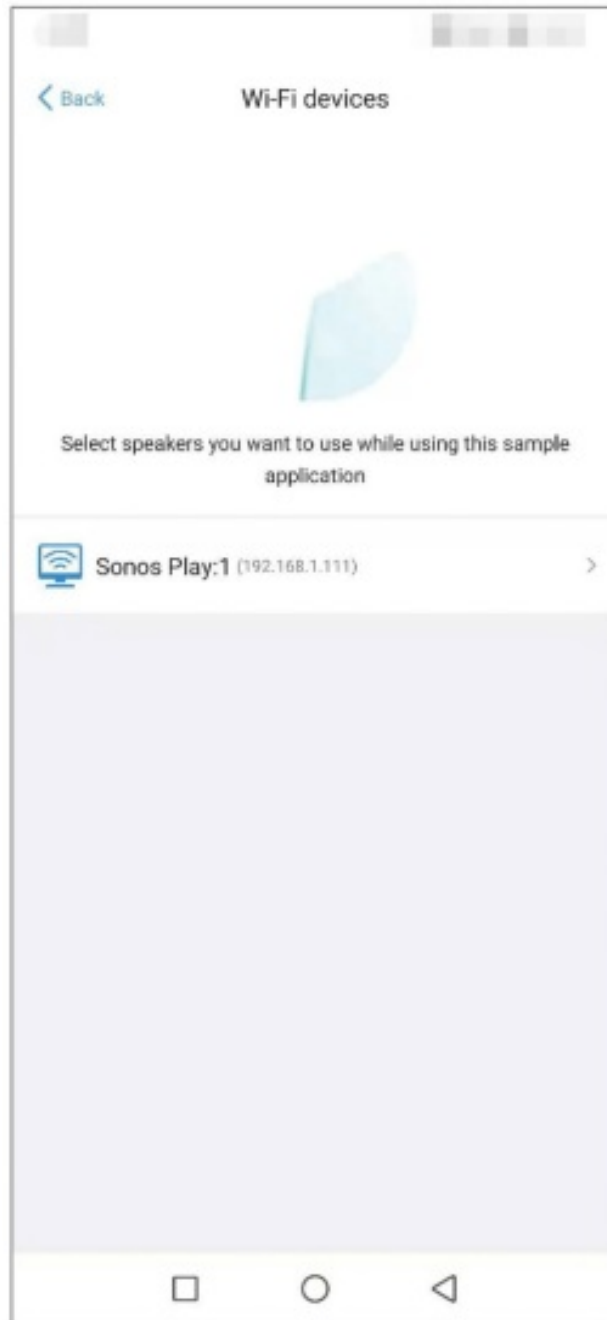 Back
Wi-Fi devices
Select speakers you want to use while using this sample
application
Sonos Play:1 (192.168.1.111)